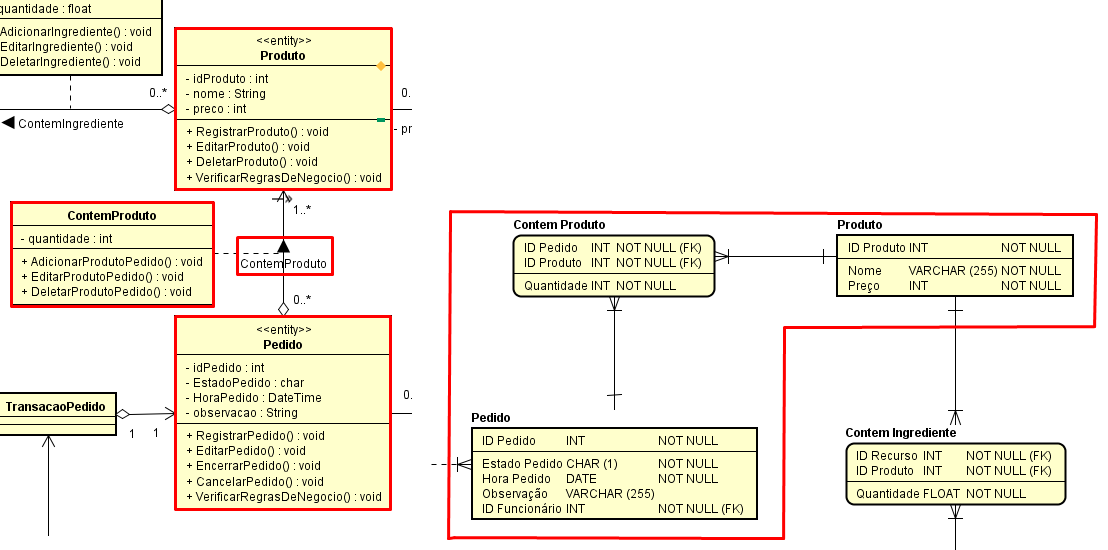 quantidade : float
AdicionarIngrediente() : void
EditarIngrediente() : void
DeletarIngrediente() : void
0..*
ContemIngrediente
<<entity>>
Produto
- idProduto : int
- nome : String
- preco : int
+ RegistrarProduto() : void
+ EditarProduto() : void
+ DeletarProduto() : void
+ VerificarRegrasDeNegocio() : void
0.
- pr
1..*
ContemProduto
- quantidade : int
+ AdicionarProdutoPedido() : void
+ EditarProdutoPedido() : void
+ DeletarProdutoPedido() : void
ContemProduto
0..*
<<entity>>
Pedido
- idPedido : int
- EstadoPedido : char
- HoraPedido : DateTime
- observacao : String
+ RegistrarPedido() : void
+ EditarPedido() : void
+ EncerrarPedido() : void
+ CancelarPedido() : void
+ VerificarRegrasDeNegocio() : void
0.
TransacaoPedido
1
1
Contem Produto
ID Pedido INT NOT NULL (FK)
ID Produto INT NOT NULL (FK)
Quantidade INT NOT NULL
Produto
ID Produto INT NOT NULL
Nome VARCHAR (255) NOT NULL
Preço INT NOT NULL
Pedido
ID Pedido INT NOT NULL
Estado Pedido CHAR (1) NOT NULL
Hora Pedido DATE NOT NULL
Observação VARCHAR (255)
ID Funcionário INT NOT NULL (FK)
Contem Ingrediente
ID Recurso INT NOT NULL (FK)
ID Produto INT NOT NULL (FK)
Quantidade FLOAT NOT NULL